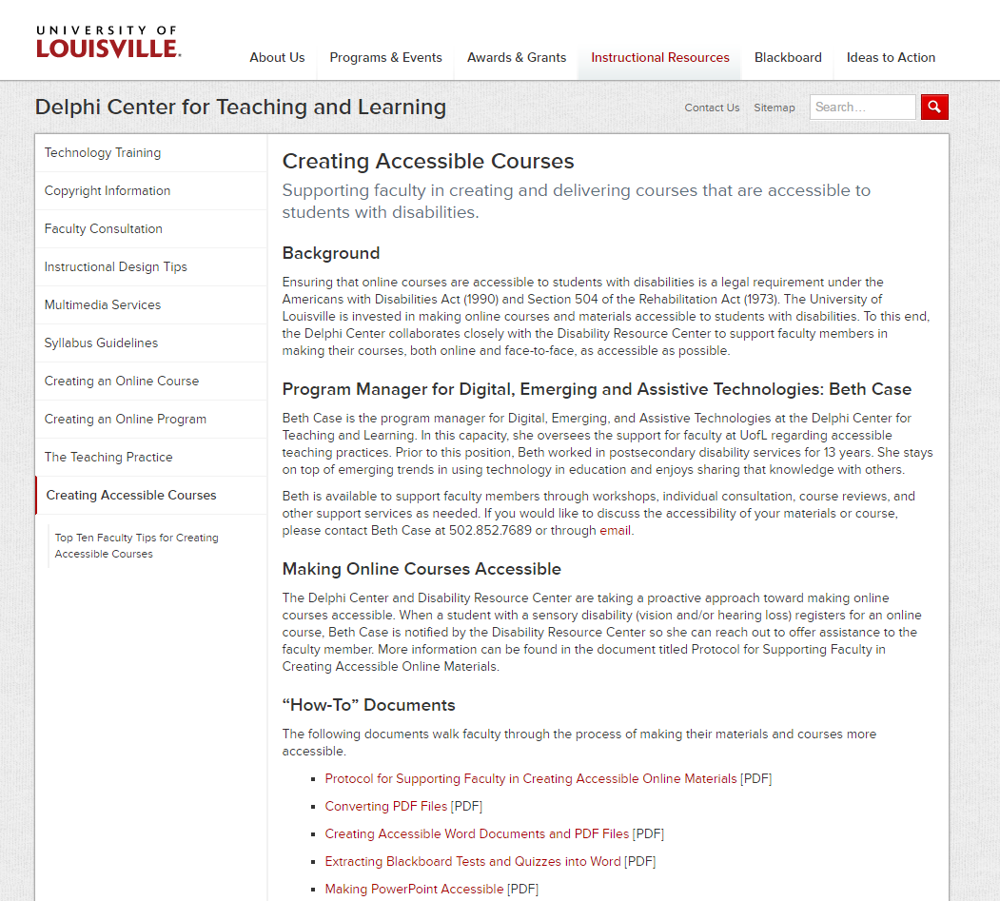 UNIVERSITY OF
LOUISVILLE.
About Us
Programs & Events
Awards & Grants
Instructional Resources
Blackboard
Ideas to Action
Delphi Center for Teaching and Learning
Contact Us
Sitemap
Search…
Technology Training
Copyright Information
Faculty Consultation
Instructional Design Tips
Multimedia Services
Syllabus Guidelines
Creating an Online Course
Creating an Online Program
The Teaching Practice
Creating Accessible Courses
Top Ten Faculty Tips for Creating
Accessible Courses
Creating Accessible Courses
Supporting faculty in creating and delivering courses that are accessible to
students with disabilities.
Background
Ensuring that online courses are accessible to students with disabilities is a legal requirement under the
Americans with Disabilities Act (1990) and Section 504 of the Rehabilitation Act (1973). The University of
Louisville is invested in making online courses and materials accessible to students with disabilities. To this end,
the Delphi Center collaborates closely with the Disability Resource Center to support faculty members in
making their courses, both online and face-to-face, as accessible as possible.
Program Manager for Digital, Emerging and Assistive Technologies: Beth Case
Beth Case is the program manager for Digital, Emerging, and Assistive Technologies at the Delphi Center for
Teaching and Learning. In this capacity, she oversees the support for faculty at UofL regarding accessible
teaching practices. Prior to this position, Beth worked in postsecondary disability services for 13 years. She stays
on top of emerging trends in using technology in education and enjoys sharing that knowledge with others.
Beth is available to support faculty members through workshops, individual consultation, course reviews, and
other support services as needed. If you would like to discuss the accessibility of your materials or course,
please contact Beth Case at 502.852.7689 or through email.
Making Online Courses Accessible
The Delphi Center and Disability Resource Center are taking a proactive approach toward making online
courses accessible. When a student with a sensory disability (vision and/or hearing loss) registers for an online
course, Beth Case is notified by the Disability Resource Center so she can reach out to offer assistance to the
faculty member. More information can be found in the document titled Protocol for Supporting Faculty in
Creating Accessible Online Materials.
“How-To” Documents
The following documents walk faculty through the process of making their materials and courses more
accessible.
▪ Protocol for Supporting Faculty in Creating Accessible Online Materials [PDF]
▪ Converting PDF Files [PDF]
▪ Creating Accessible Word Documents and PDF Files [PDF]
▪ Extracting Blackboard Tests and Quizzes into Word [PDF]
▪ Making PowerPoint Accessible [PDF]